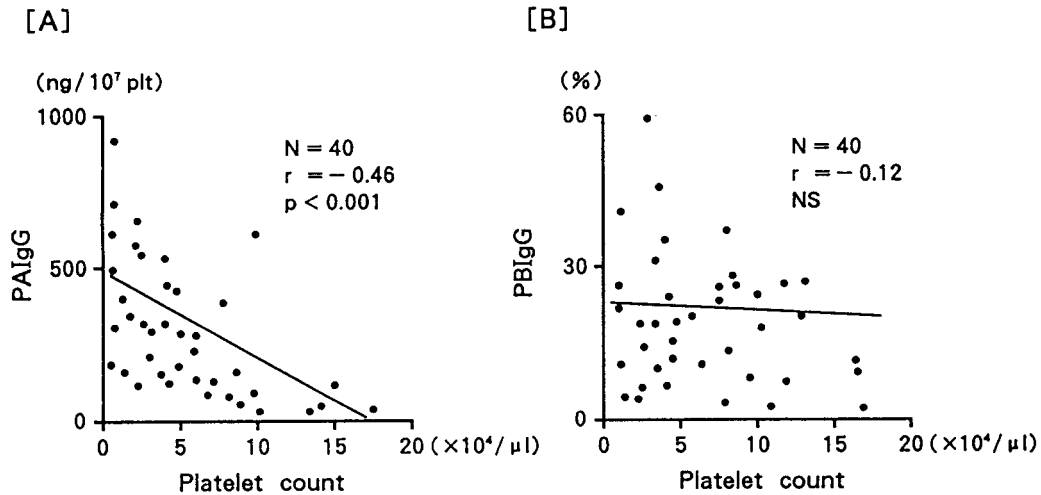 [A]
(ng/10⁷ plt)
1000
500
0
PAIgG
N = 40
r = − 0.46
p < 0.001
0 5 10 15 20 (×10⁴/μl)
Platelet count
[B]
(%)
60
30
0
PBIgG
N = 40
r = − 0.12
NS
0 5 10 15 20 (×10⁴/μl)
Platelet count